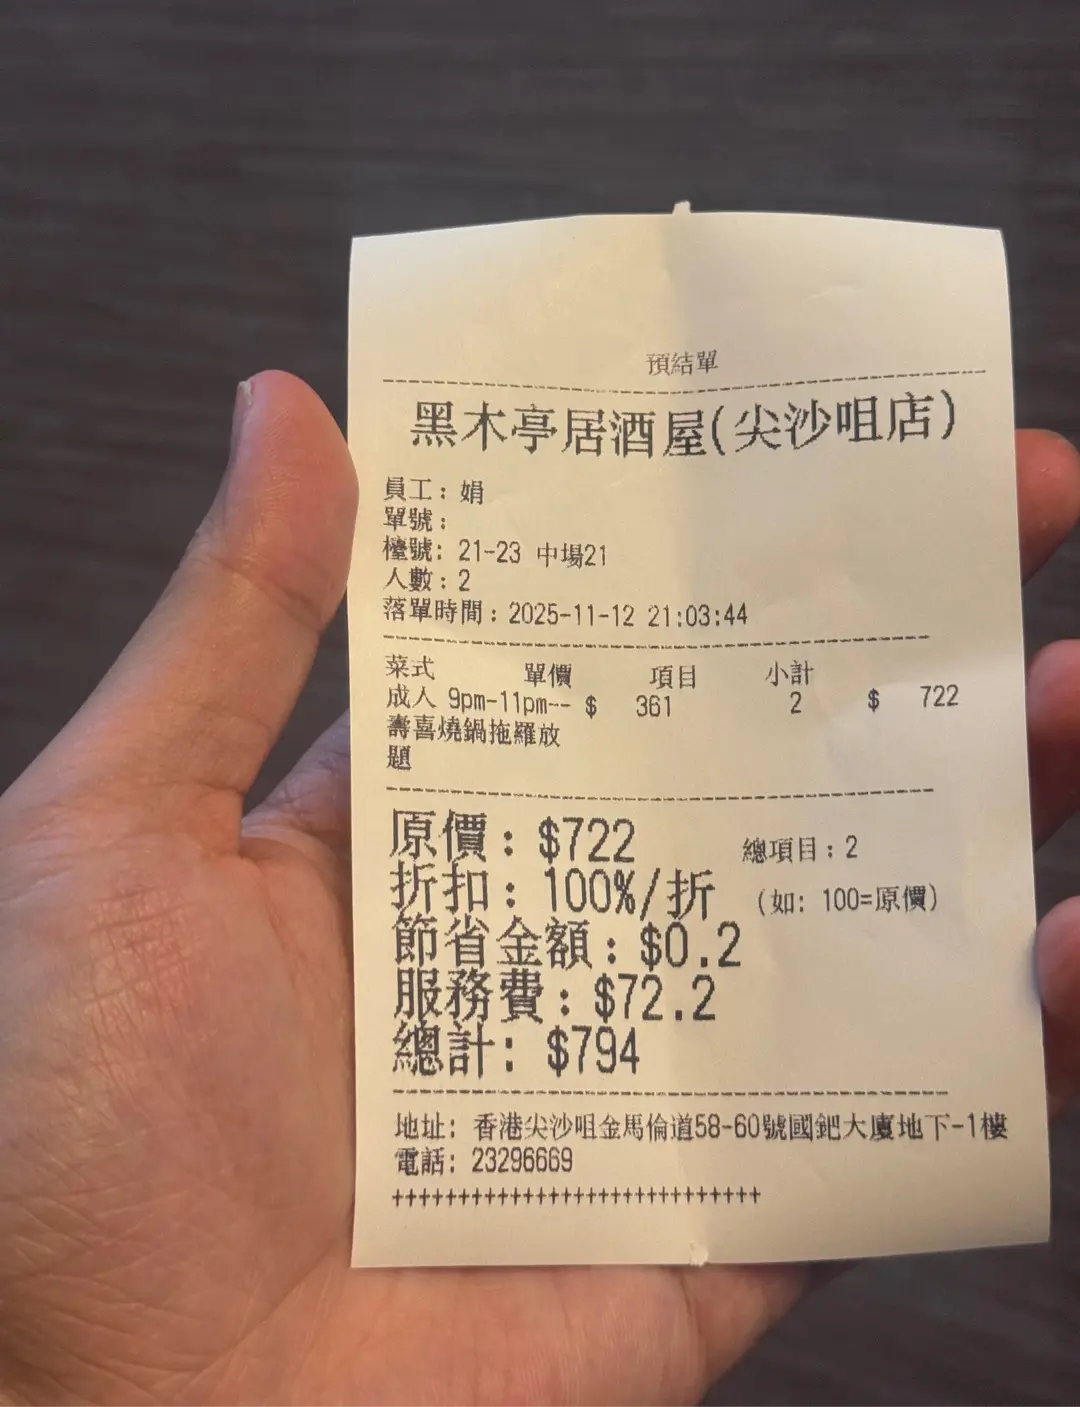 預結單
黑木亭居酒屋(尖沙咀店)
員工: 娟
單號:
檯號: 21-23 中場21
人數: 2
落單時間: 2025-11-12 21:03:44
菜式 單價 項目 小計
成人 9pm-11pm-- $ 361 2 $ 722
壽喜燒鍋拖羅放
題
原價: $722 總項目: 2
折扣: 100%/折 (如: 100=原價)
節省金額: $0.2
服務費: $72.2
總計: $794
地址: 香港尖沙咀金馬倫道58-60號國鈀大廈地下-1樓
電話: 23296669
++++++++++++++++++++++++++++